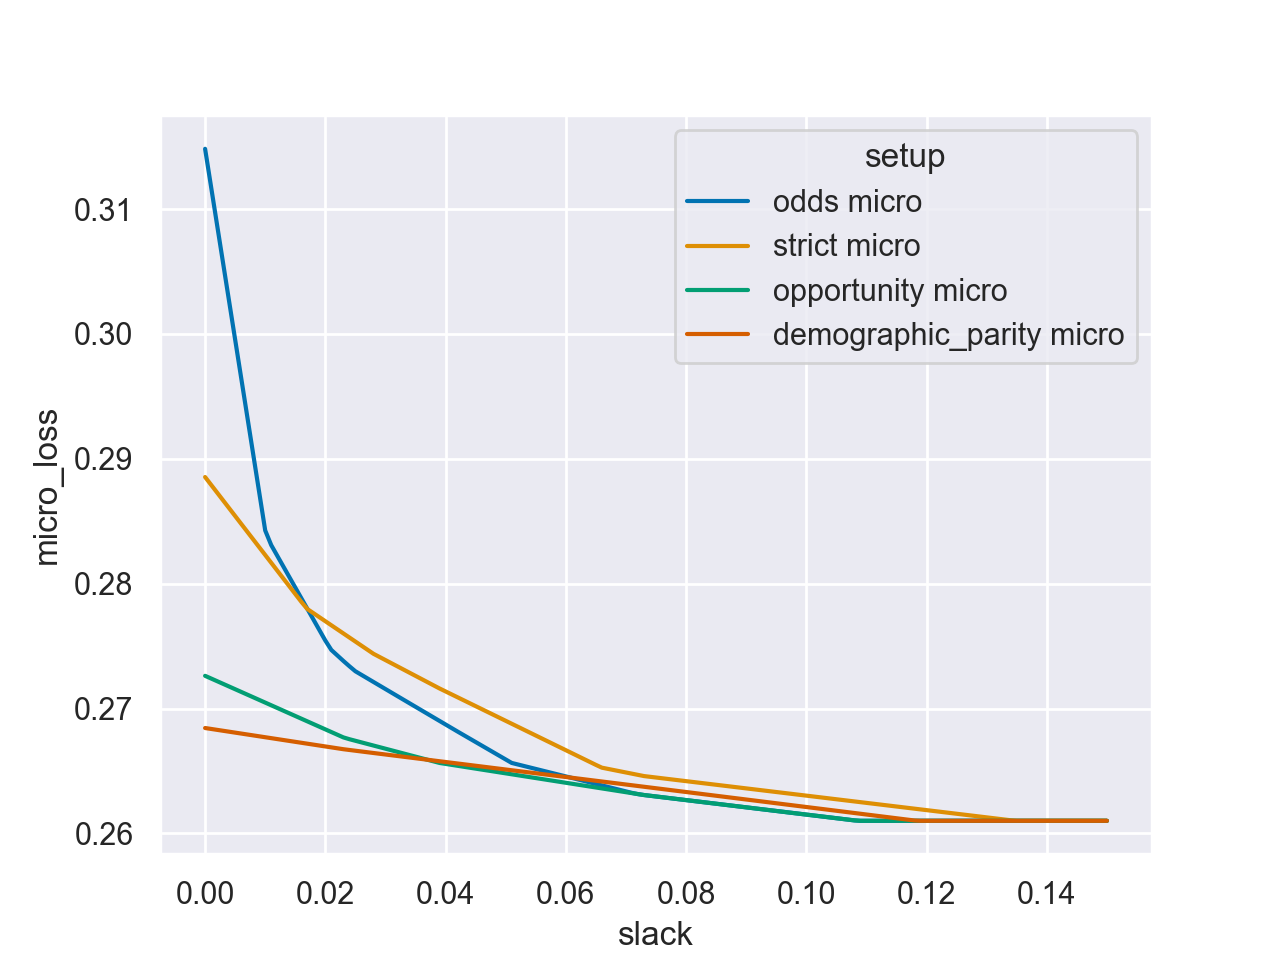 setup
odds micro
strict micro
opportunity micro
demographic_parity micro
micro_loss
0.31
0.30
0.29
0.28
0.27
0.26
0.00 0.02 0.04 0.06 0.08 0.10 0.12 0.14
slack